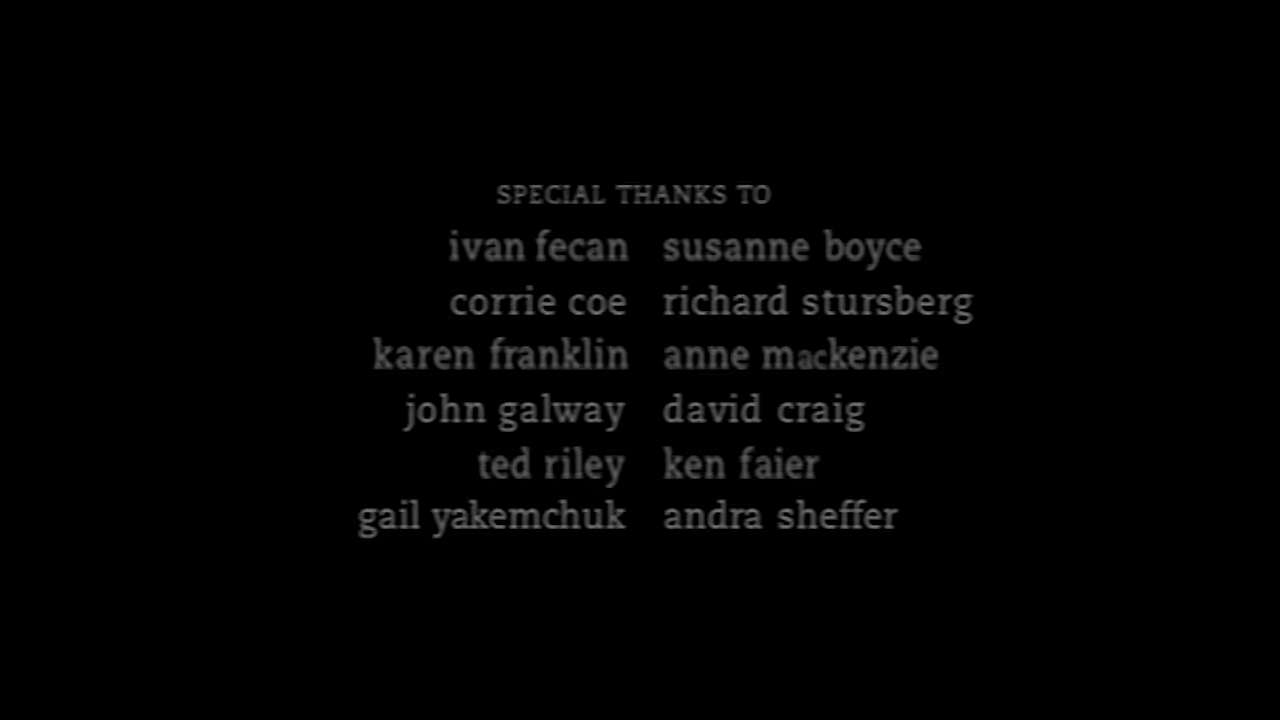 SPECIAL THANKS TO
ivan fecan susanne boyce
corrie coe richard stursberg
karen franklin anne mackenzie
john galway david craig
ted riley ken faier
gail yakemchuk andra sheffer